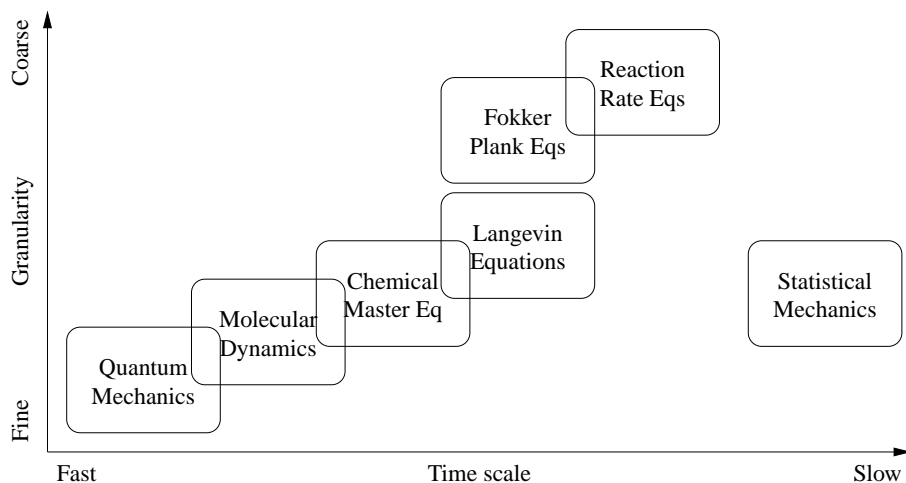 Coarse
Granularity
Fine
Reaction
Rate Eqs
Fokker
Plank Eqs
Langevin
Equations
Chemical
Master Eq
Statistical
Mechanics
Molecular
Dynamics
Quantum
Mechanics
Fast
Time scale
Slow